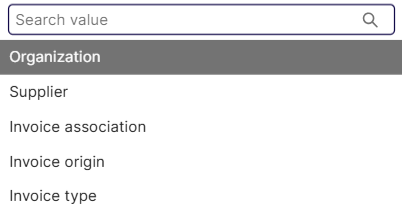 Search value
Organization
Supplier
Invoice association
Invoice origin
Invoice type